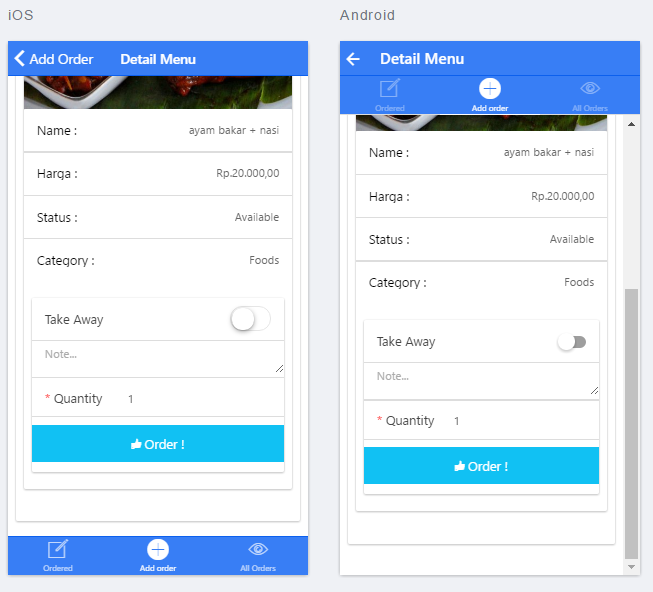 iOS
Add Order
Detail Menu
Name :
ayam bakar + nasi
Harga :
Rp.20.000,00
Status :
Available
Category :
Foods
Take Away
Note...
* Quantity
1
Order !
Ordered
Add order
All Orders
Android
Detail Menu
Ordered
Add order
All Orders
Name :
ayam bakar + nasi
Harga :
Rp.20.000,00
Status :
Available
Category :
Foods
Take Away
Note...
* Quantity
1
Order !